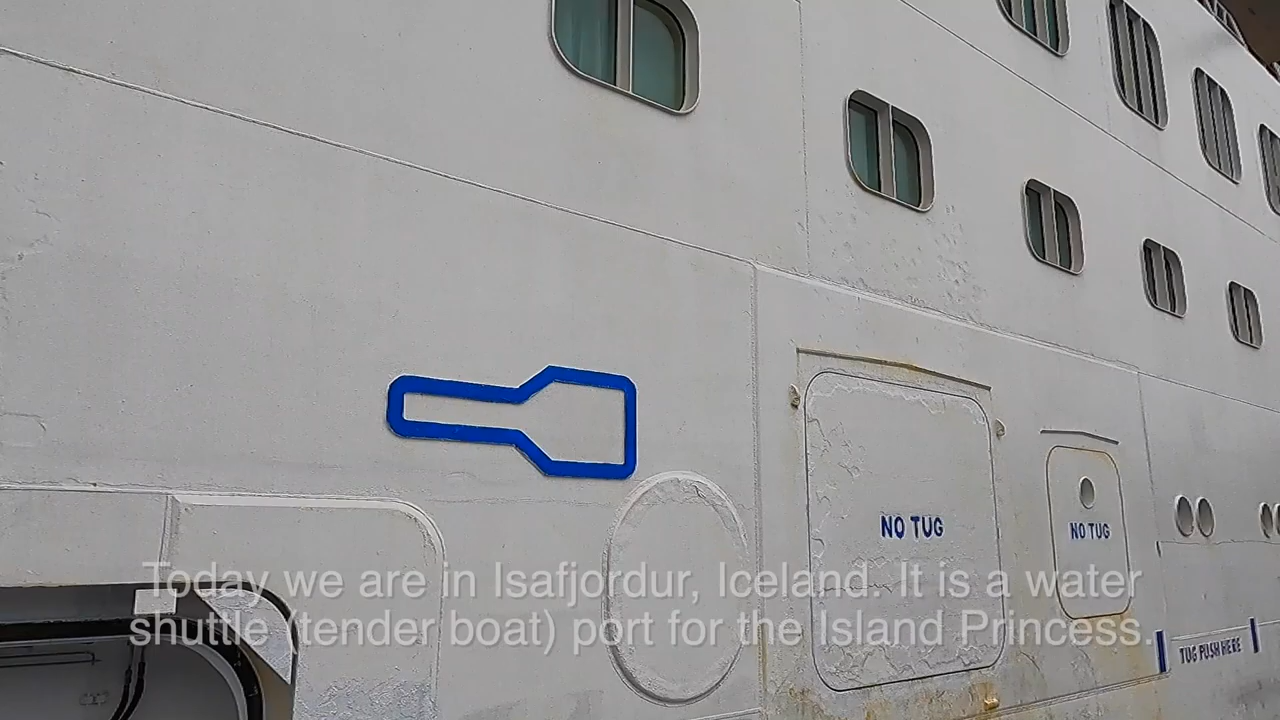 NO TUG
NO TUG
Today we are in Isafjordur, Iceland. It is a water
shuttle (tender boat) port for the Island Princess.
TUG PUSH HERE